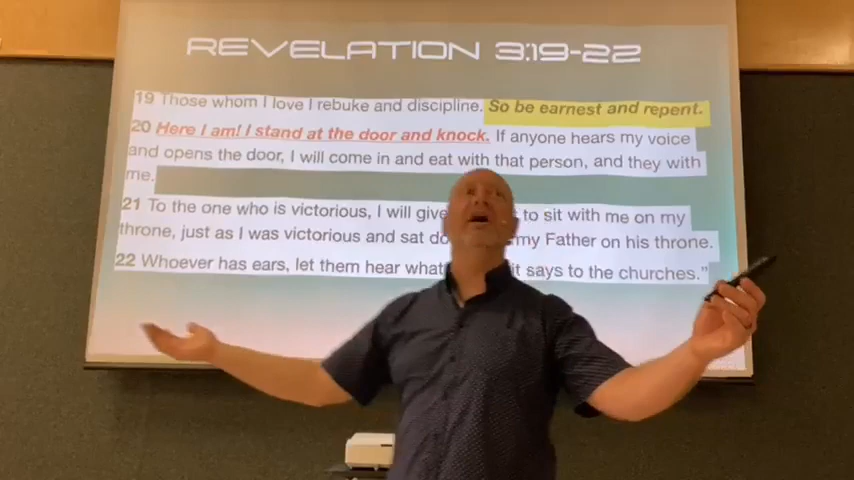 REVELATION 3:19-22
19 Those whom I love I rebuke and discipline. So be earnest and repent.
20 Here I am! I stand at the door and knock. If anyone hears my voice
and opens the door, I will come in and eat with that person, and they with
me.
21 To the one who is victorious, I will give to sit with me on my
throne, just as I was victorious and sat my Father on his throne.
22 Whoever has ears, let them hear what it says to the churches."